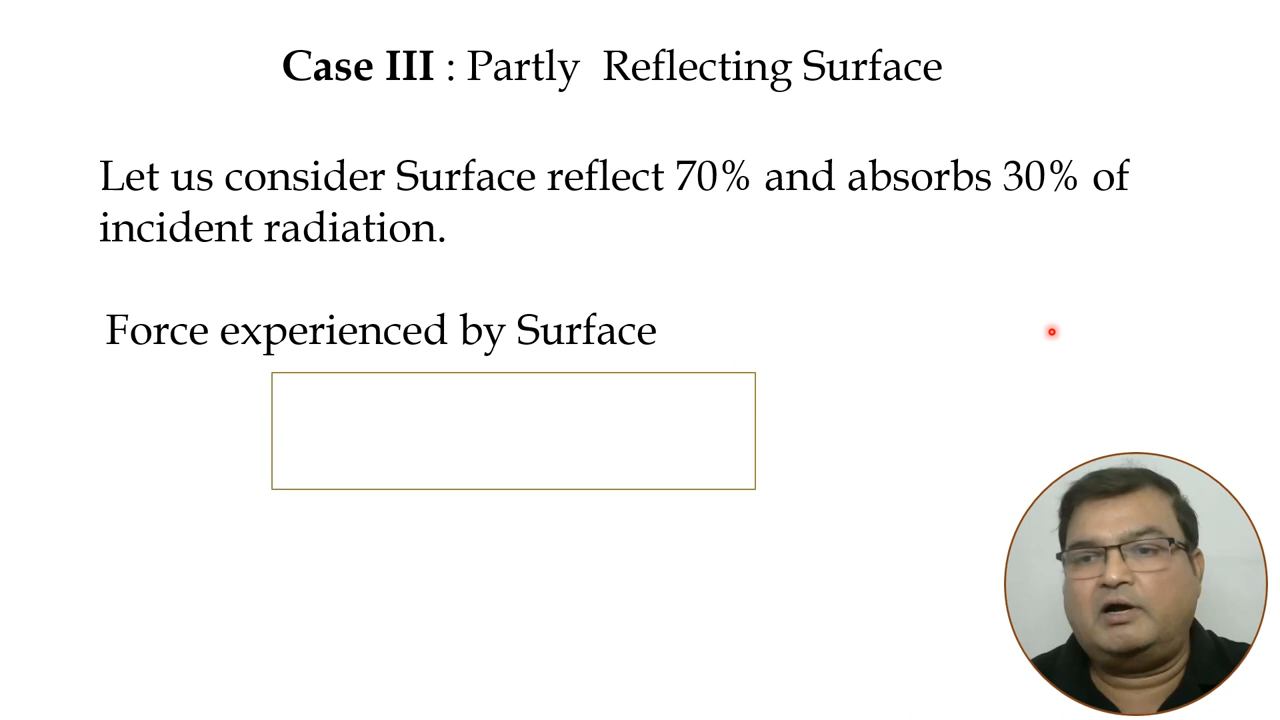 Case III : Partly Reflecting Surface
Let us consider Surface reflect 70% and absorbs 30% of
incident radiation.
Force experienced by Surface